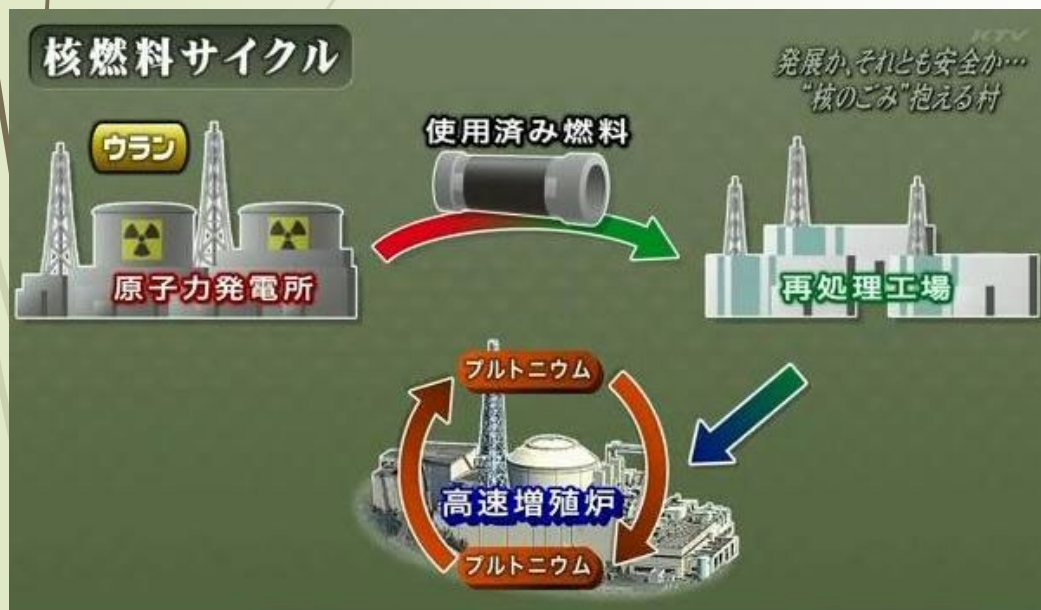 核燃料サイクル
KTV
発展か、それとも安全か…
“核のごみ”抱える村
ウラン
使用済み燃料
原子力発電所
再処理工場
プルトニウム
高速増殖炉
プルトニウム